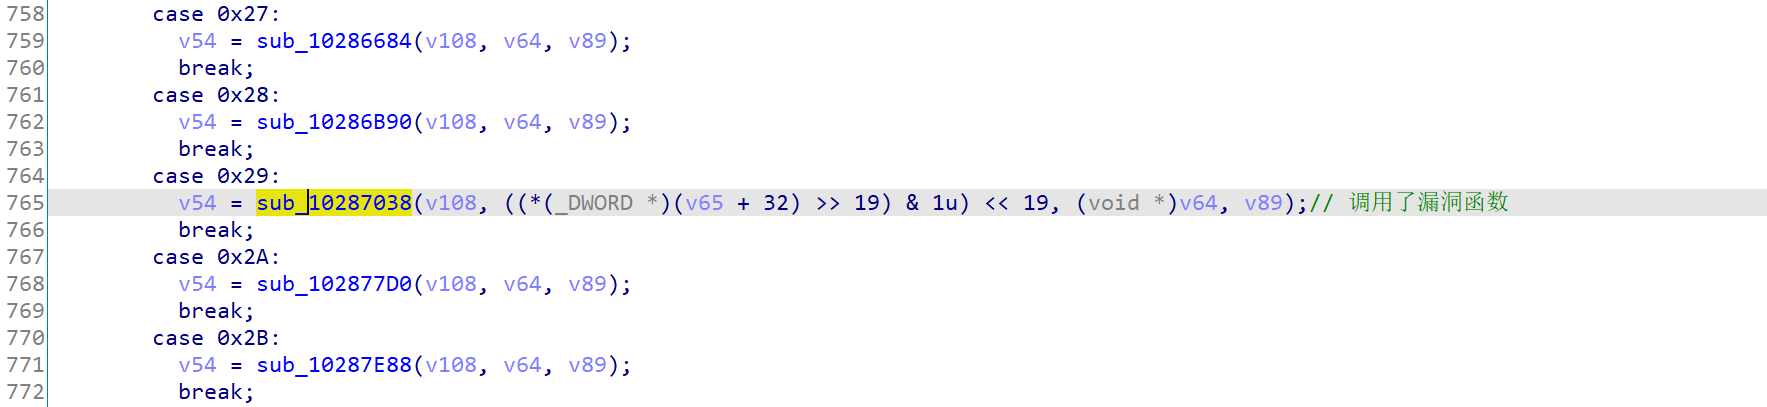 758 case 0x27:
759 v54 = sub_10286684(v108, v64, v89);
760 break;
761 case 0x28:
762 v54 = sub_10286B90(v108, v64, v89);
763 break;
764 case 0x29:
765 v54 = sub_10287038(v108, ((*(_DWORD *)(v65 + 32) >> 19) & 1u) << 19, (void *)v64, v89);// 调用了漏洞函数
766 break;
767 case 0x2A:
768 v54 = sub_102877D0(v108, v64, v89);
769 break;
770 case 0x2B:
771 v54 = sub_10287E88(v108, v64, v89);
772 break;